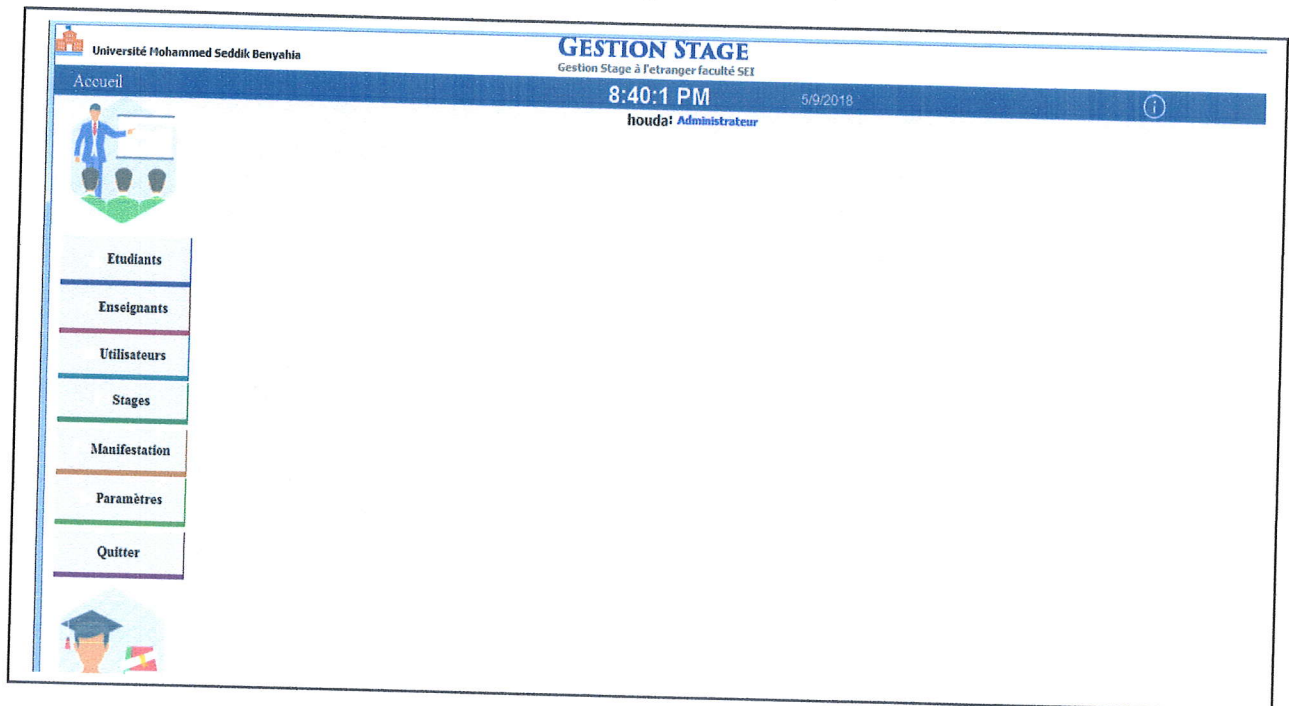 Université Mohammed Seddik Benyahia
GESTION STAGE
Gestion Stage à l'etranger faculté SEI
Accueil
8:40:1 PM
5/9/2018
houda: Administrateur
Etudiants
Enseignants
Utilisateurs
Stages
Manifestation
Paramètres
Quitter